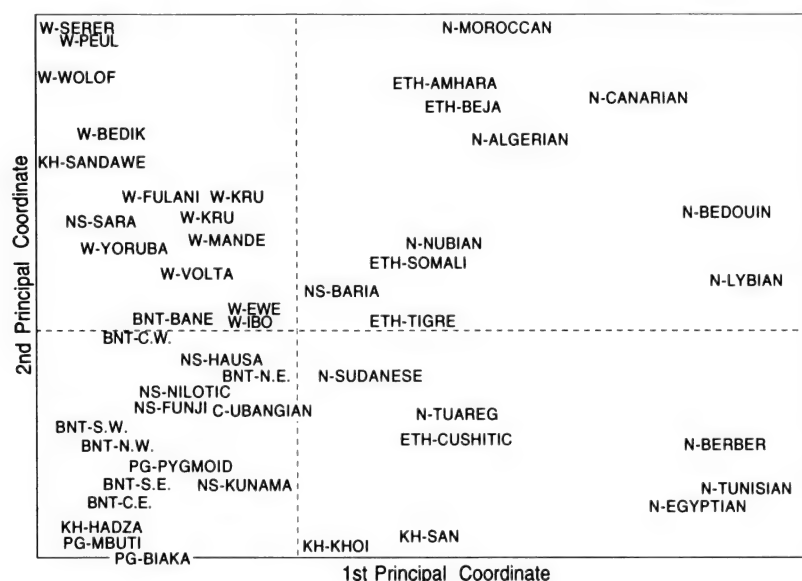 W-SERER
N-MOROCCAN
W-PEUL
W-WOLOF
ETH-AMHARA
N-CANARIAN
ETH-BEJA
W-BEDIK
N-ALGERIAN
KH-SANDAWE
W-FULANI W-KRU
N-BEDOUIN
NS-SARA
W-KRU
W-MANDE
N-NUBIAN
W-YORUBA
ETH-SOMALI
W-VOLTA
N-LYBIAN
NS-BARIA
W-EWE
BNT-BANE
W-IBO
ETH-TIGRE
BNT-C.W.
NS-HAUSA
BNT-N.E.
N-SUDANESE
NS-NILOTIC
NS-FUNJI
C-UBANGIAN
N-TUAREG
BNT-S.W.
ETH-CUSHITIC
BNT-N.W.
N-BERBER
PG-PYGMOID
BNT-S.E.
NS-KUNAMA
N-TUNISIAN
BNT-C.E.
N-EGYPTIAN
KH-HADZA
KH-SAN
PG-MBUTI
KH-KHOI
PG-BIAKA
2nd Principal Coordinate
1st Principal Coordinate